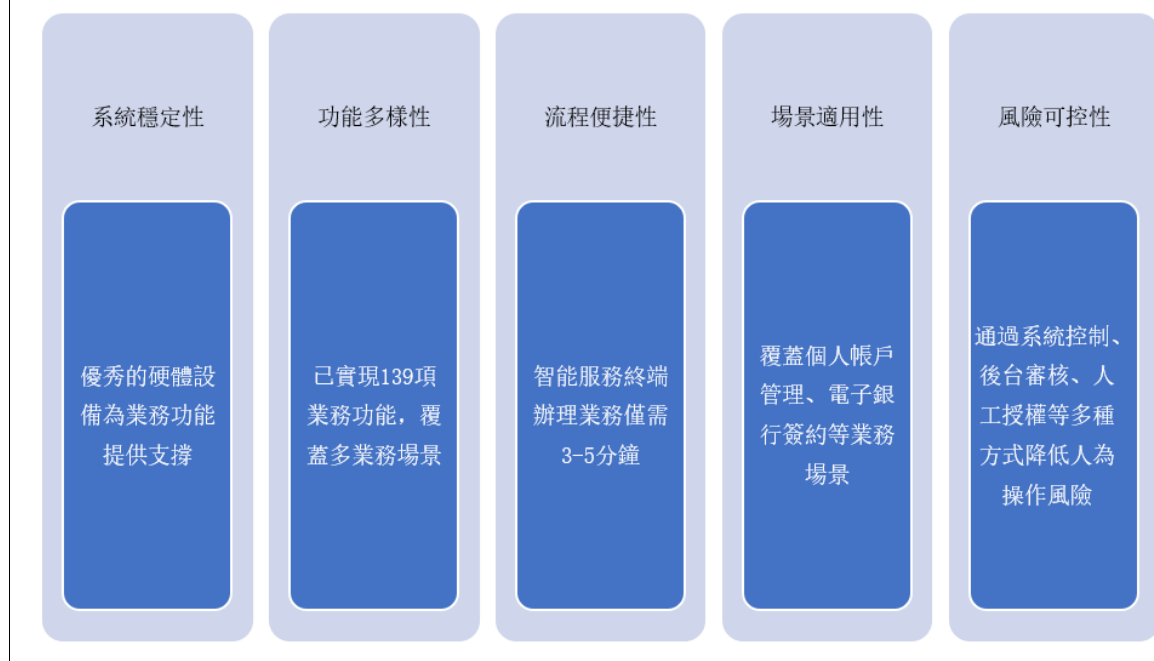 系統穩定性
優秀的硬體設
備為業務功能
提供支撐
功能多樣性
已實現139項
業務功能，覆
蓋多業務場景
流程便捷性
智能服務終端
辦理業務僅需
3-5分鐘
場景適用性
覆蓋個人帳戶
管理、電子銀
行簽約等業務
場景
風險可控性
通過系統控制、
後台審核、人
工授權等多種
方式降低人為
操作風險